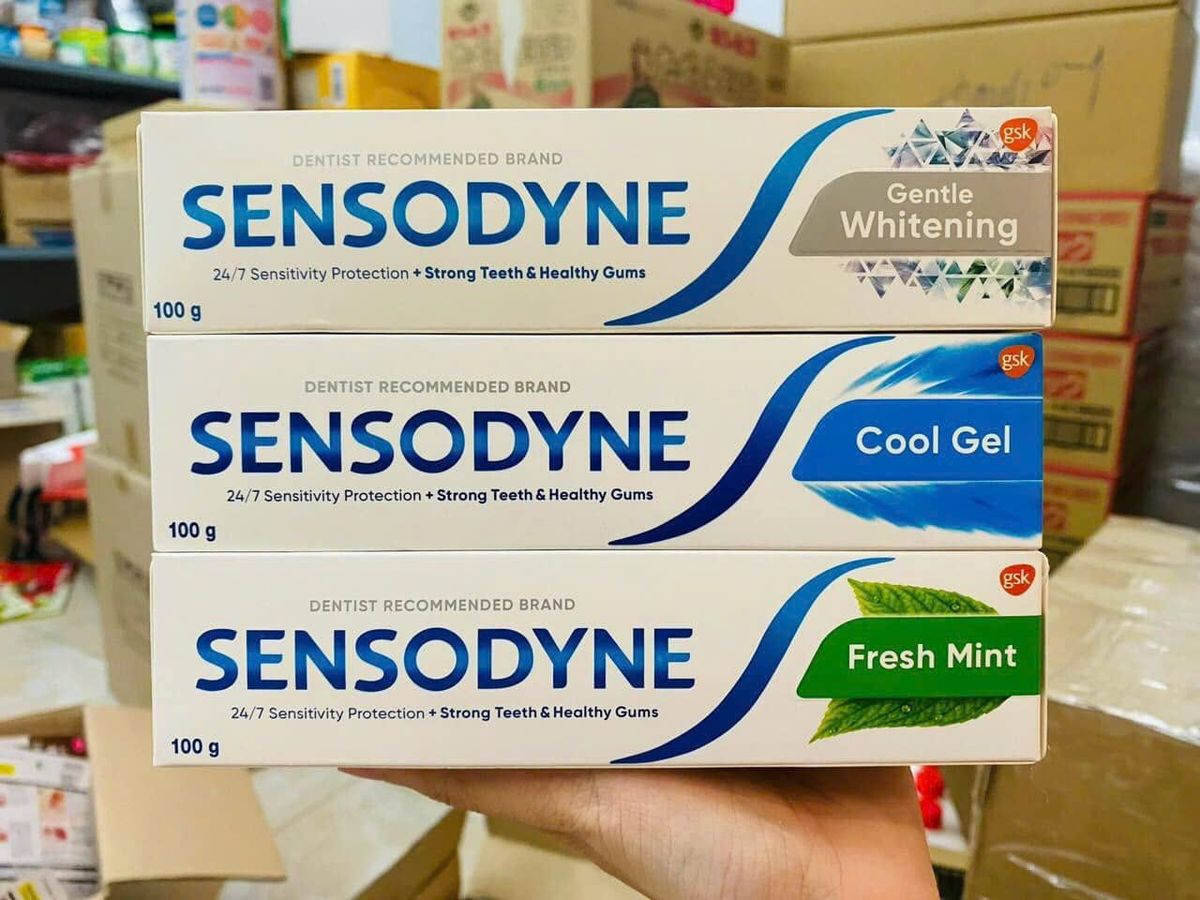 DENTIST RECOMMENDED BRAND
SENSODYNE
24/7 Sensitivity Protection + Strong Teeth & Healthy Gums
100 g
gsk
Gentle
Whitening
DENTIST RECOMMENDED BRAND
SENSODYNE
24/7 Sensitivity Protection + Strong Teeth & Healthy Gums
100 g
gsk
Cool Gel
DENTIST RECOMMENDED BRAND
SENSODYNE
24/7 Sensitivity Protection + Strong Teeth & Healthy Gums
100 g
gsk
Fresh Mint